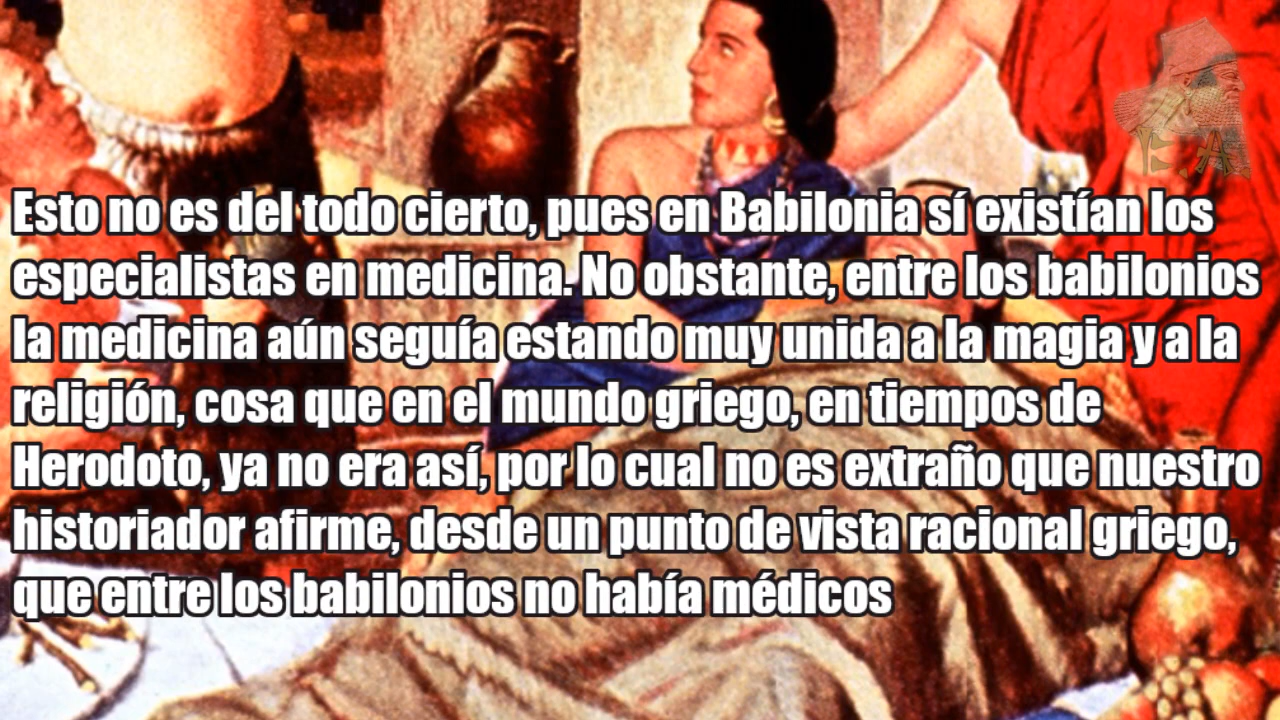 Esto no es del todo cierto, pues en Babilonia sí existían los
especialistas en medicina. No obstante, entre los babilonios
la medicina aún seguía estando muy unida a la magia y a la
religión, cosa que en el mundo griego, en tiempos de
Herodoto, ya no era así, por lo cual no es extraño que nuestro
historiador afirme, desde un punto de vista racional griego,
que entre los babilonios no había médicos